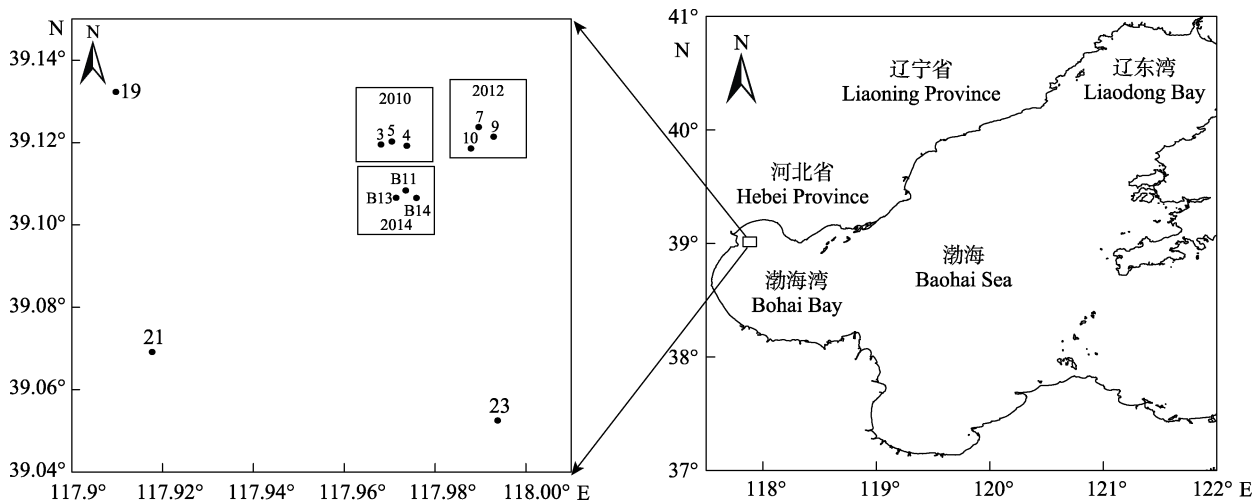 N
N
39.14°
39.12°
39.10°
39.08°
39.06°
39.04°
19
2010
3 5 4
2012
7
10 9
B11
B13
B14
2014
21
23
117.9° 117.92° 117.94° 117.96° 117.98° 118.00° E
41°
N
40°
39°
38°
37°
N
辽宁省
Liaoning Province
辽东湾
Liaodong Bay
河北省
Hebei Province
渤海
Baohai Sea
渤海湾
Bohai Bay
118° 119° 120° 121° 122° E